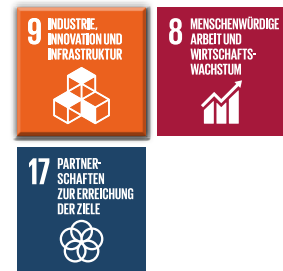 9 INDUSTRIE,
INNOVATION UND
INFRASTRUKTUR
8 MENSCHENWÜRDIGE
ARBEIT UND
WIRTSCHAFTS-
WACHSTUM
17 PARTNER-
SCHAFTEN
ZUR ERREICHUNG
DER ZIELE